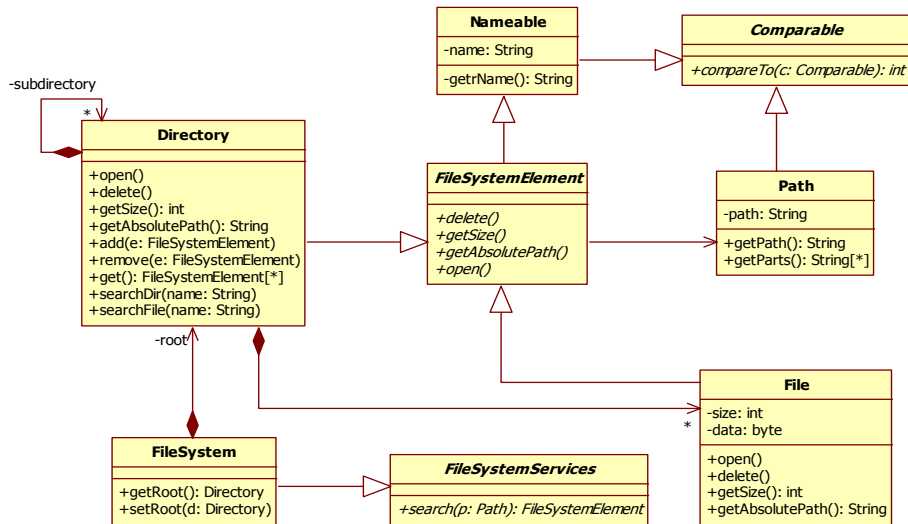 Nameable
-name: String
-getrName(): String
Comparable
+compareTo(c: Comparable): int
-subdirectory
*
Directory
+open()
+delete()
+getSize(): int
+getAbsolutePath(): String
+add(e: FileSystemElement)
+remove(e: FileSystemElement)
+get(): FileSystemElement[*]
+searchDir(name: String)
+searchFile(name: String)
FileSystemElement
+delete()
+getSize()
+getAbsolutePath()
+open()
Path
-path: String
+getPath(): String
+getParts(): String[*]
-root
*
File
-size: int
-data: byte
+open()
+delete()
+getSize(): int
+getAbsolutePath(): String
FileSystem
+getRoot(): Directory
+setRoot(d: Directory)
FileSystemServices
+search(p: Path): FileSystemElement